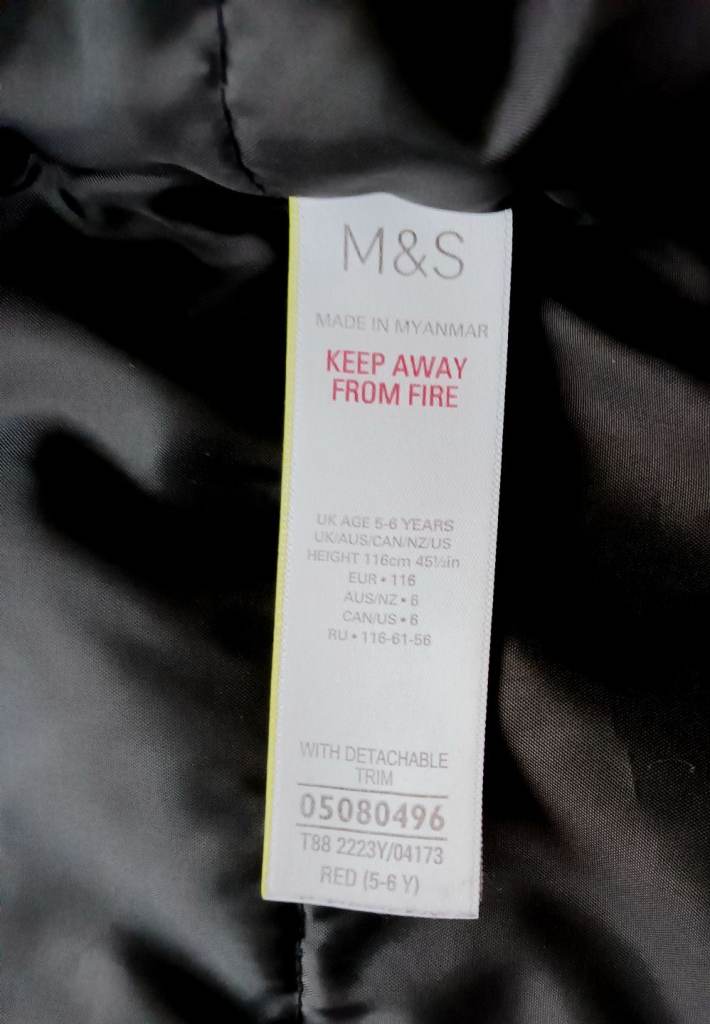 M&S
MADE IN MYANMAR
KEEP AWAY
FROM FIRE
UK AGE 5-6 YEARS
UK/AUS/CAN/NZ/US
HEIGHT 116cm 45½in
EUR • 116
AUS/NZ • 6
CAN/US • 6
RU • 116-61-56
WITH DETACHABLE
TRIM
05080496
T88 2223Y/04173
RED (5-6 Y)